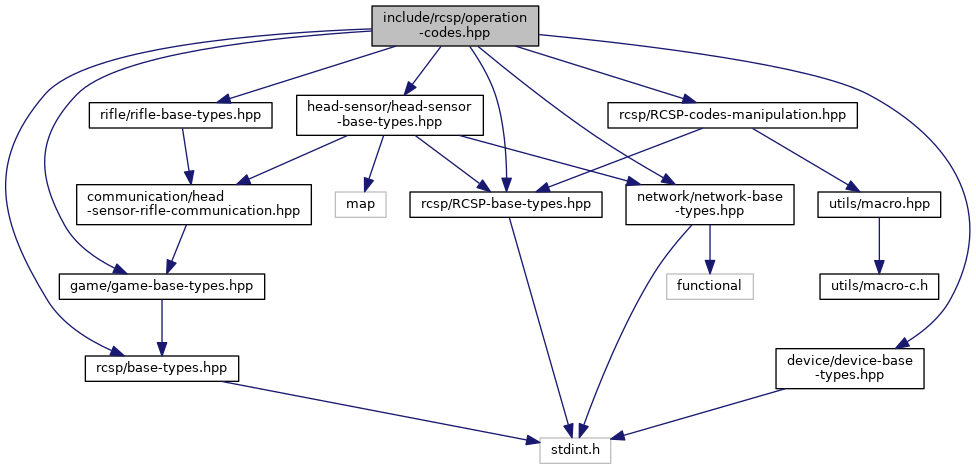 include/rcsp/operation
-codes.hpp
rifle/rifle-base-types.hpp
head-sensor/head-sensor
-base-types.hpp
rcsp/RCSP-codes-manipulation.hpp
communication/head
-sensor-rifle-communication.hpp
map
rcsp/RCSP-base-types.hpp
network/network-base
-types.hpp
utils/macro.hpp
game/game-base-types.hpp
functional
utils/macro-c.h
rcsp/base-types.hpp
device/device-base
-types.hpp
stdint.h